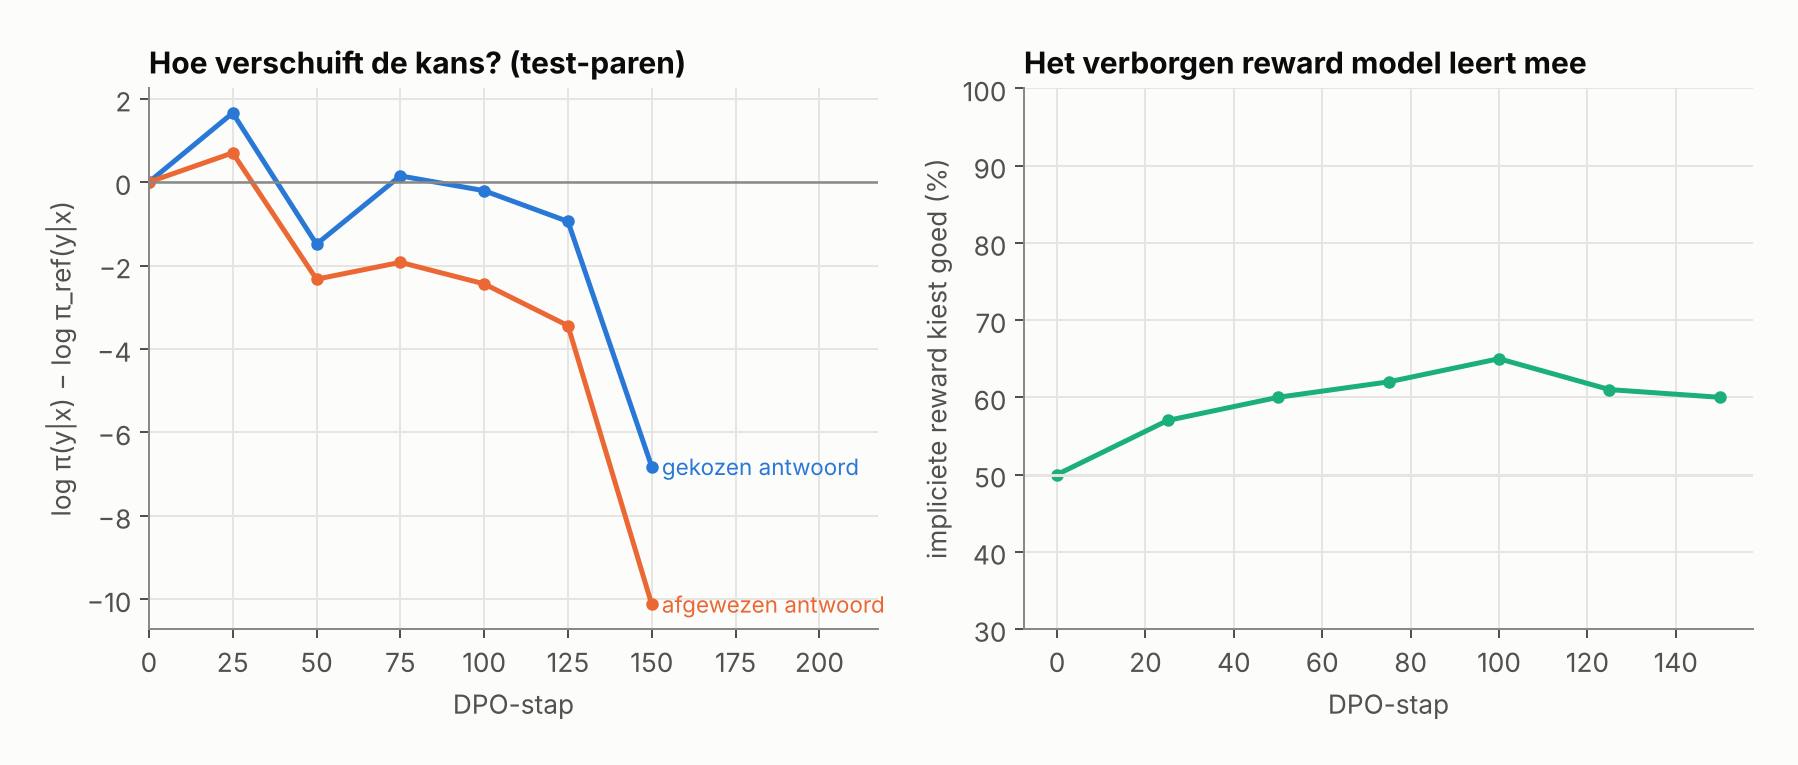 Hoe verschuift de kans? (test-paren)
2
0
−2
−4
−6
−8
−10
log π(y|x) − log π_ref(y|x)
gekozen antwoord
afgewezen antwoord
0 25 50 75 100 125 150 175 200
DPO-stap
Het verborgen reward model leert mee
100
90
80
70
60
50
40
30
impliciete reward kiest goed (%)
0 20 40 60 80 100 120 140
DPO-stap